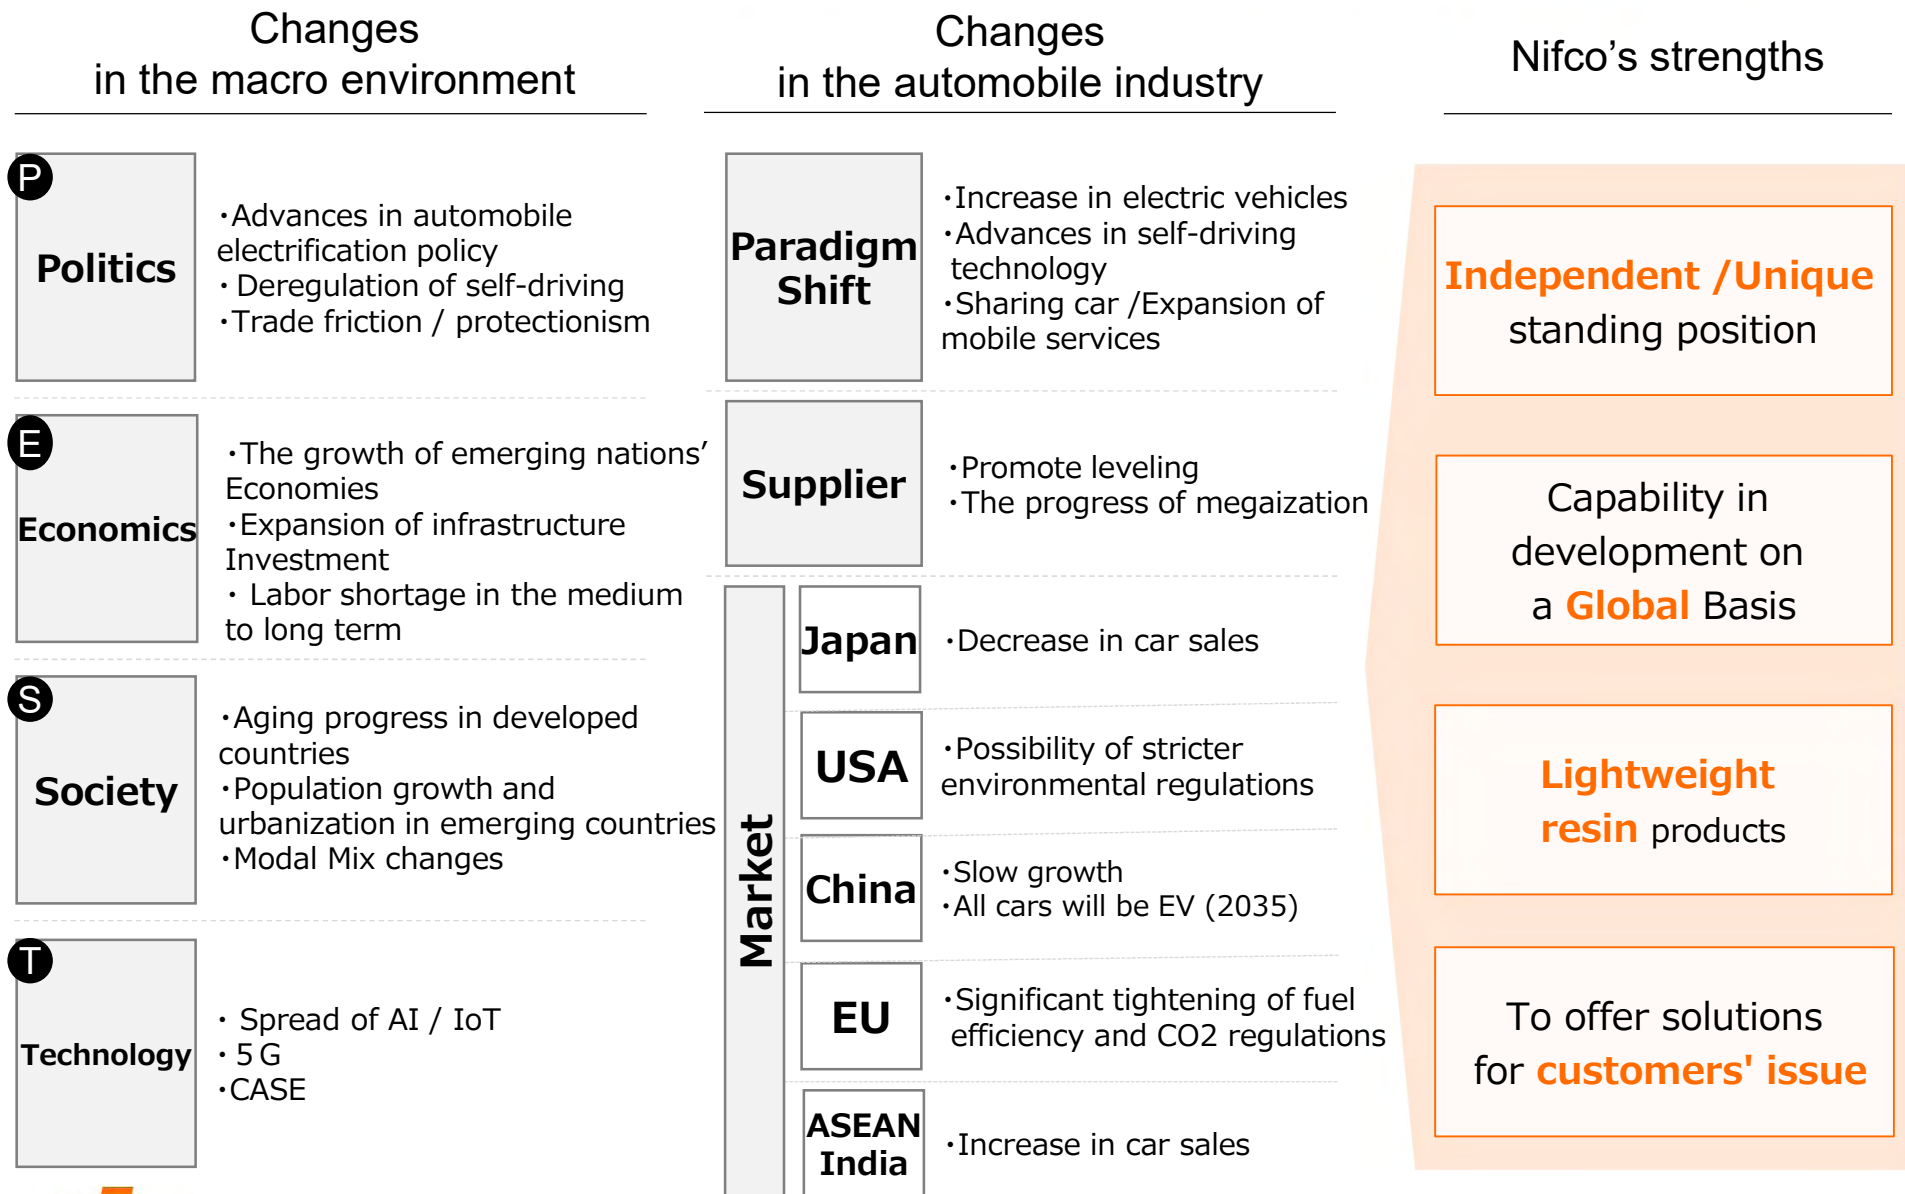 Changes
in the macro environment
P
Politics
・Advances in automobile
electrification policy
・Deregulation of self-driving
・Trade friction / protectionism
E
Economics
・The growth of emerging nations’
Economies
・Expansion of infrastructure
Investment
・ Labor shortage in the medium
to long term
S
Society
・Aging progress in developed
countries
・Population growth and
urbanization in emerging countries
・Modal Mix changes
T
Technology
・ Spread of AI / IoT
・５G
・CASE
Changes
in the automobile industry
Paradigm
Shift
・Increase in electric vehicles
・Advances in self-driving
technology
・Sharing car /Expansion of
mobile services
Supplier
・Promote leveling
・The progress of megaization
Market
Japan
・Decrease in car sales
USA
・Possibility of stricter
environmental regulations
China
・Slow growth
・All cars will be EV (2035)
EU
・Significant tightening of fuel
efficiency and CO2 regulations
ASEAN
India
・Increase in car sales
Nifco’s strengths
Independent /Unique
standing position
Capability in
development on
a Global Basis
Lightweight
resin products
To offer solutions
for customers' issue